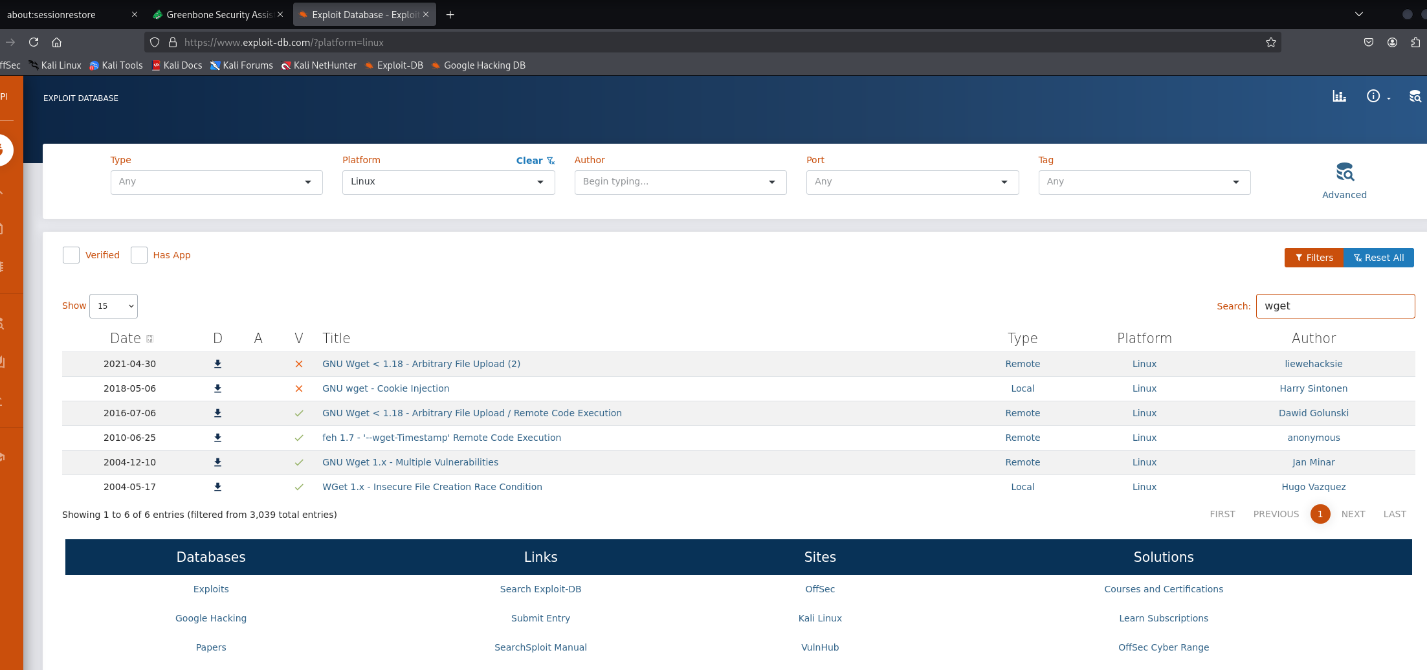 about:sessionrestore × Greenbone Security Assis × Exploit Database - Exploit × +
https://www.exploit-db.com/?platform=linux
ffSec Kali Linux Kali Tools Kali Docs Kali Forums Kali NetHunter Exploit-DB Google Hacking DB
EXPLOIT DATABASE
Type Platform Clear Author Port Tag
Any Linux Begin typing... Any Any
Advanced
Verified Has App
Filters Reset All
Show 15 Search: wget
Date D A V Title Type Platform Author
2021-04-30 GNU Wget < 1.18 - Arbitrary File Upload (2) Remote Linux liewehacksie
2018-05-06 GNU wget - Cookie Injection Local Linux Harry Sintonen
2016-07-06 GNU Wget < 1.18 - Arbitrary File Upload / Remote Code Execution Remote Linux Dawid Golunski
2010-06-25 feh 1.7 - '--wget-Timestamp' Remote Code Execution Remote Linux anonymous
2004-12-10 GNU Wget 1.x - Multiple Vulnerabilities Remote Linux Jan Minar
2004-05-17 WGet 1.x - Insecure File Creation Race Condition Local Linux Hugo Vazquez
Showing 1 to 6 of 6 entries (filtered from 3,039 total entries) FIRST PREVIOUS 1 NEXT LAST
Databases Links Sites Solutions
Exploits Search Exploit-DB OffSec Courses and Certifications
Google Hacking Submit Entry Kali Linux Learn Subscriptions
Papers SearchSploit Manual VulnHub OffSec Cyber Range